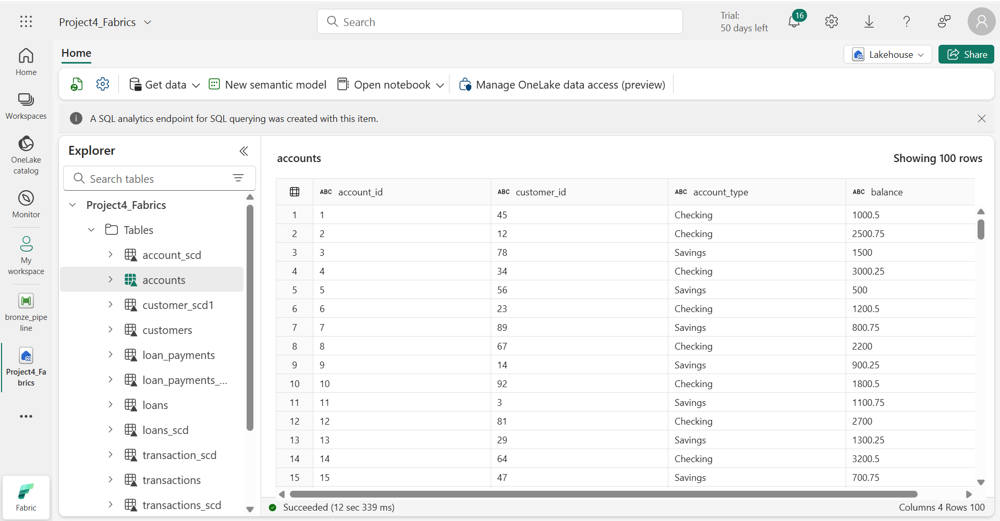 Project4_Fabrics
Search
Trial:
50 days left
16
Home
Lakehouse
Share
Get data
New semantic model
Open notebook
Manage OneLake data access (preview)
A SQL analytics endpoint for SQL querying was created with this item.
Home
Workspaces
OneLake
catalog
Monitor
My
workspace
bronze_pipe
line
Project4_Fa
brics
Fabric
Explorer
Search tables
Project4_Fabrics
Tables
account_scd
accounts
customer_scd1
customers
loan_payments
loan_payments_...
loans
loans_scd
transaction_scd
transactions
transactions_scd
accounts
Showing 100 rows
ABC account_id ABC customer_id ABC account_type ABC balance
1 1 45 Checking 1000.5
2 2 12 Checking 2500.75
3 3 78 Savings 1500
4 4 34 Checking 3000.25
5 5 56 Savings 500
6 6 23 Checking 1200.5
7 7 89 Savings 800.75
8 8 67 Checking 2200
9 9 14 Savings 900.25
10 10 92 Checking 1800.5
11 11 3 Savings 1100.75
12 12 81 Checking 2700
13 13 29 Savings 1300.25
14 14 64 Checking 3200.5
15 15 47 Savings 700.75
Succeeded (12 sec 339 ms)
Columns 4 Rows 100